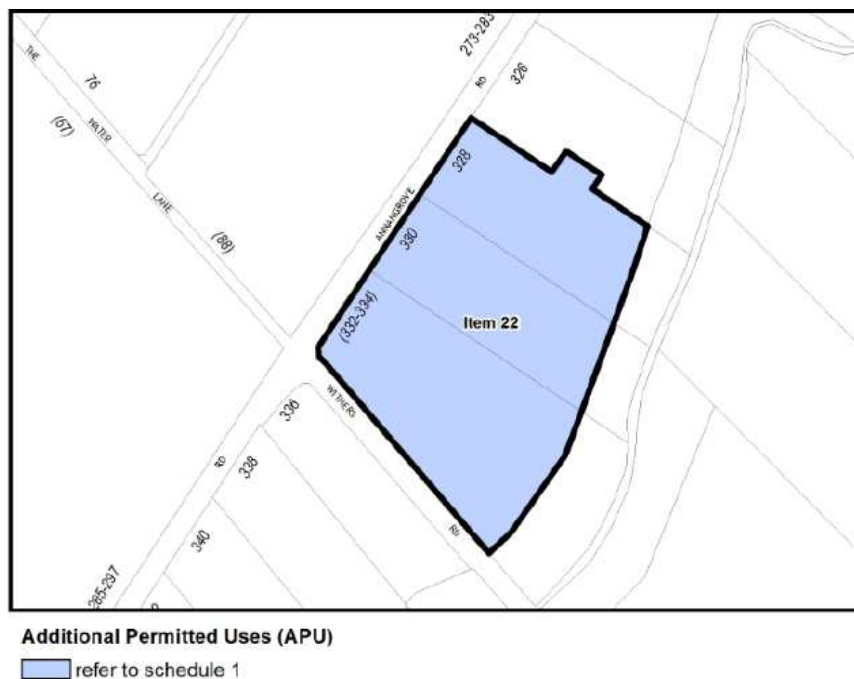 273-283
RD
326
THE
76
(67)
WATER
LANE
(88)
328
ANNANGROVE
330
(332-334)
Item 22
WITHERS
336
RD
338
RD
340
285-297
Additional Permitted Uses (APU)
refer to schedule 1